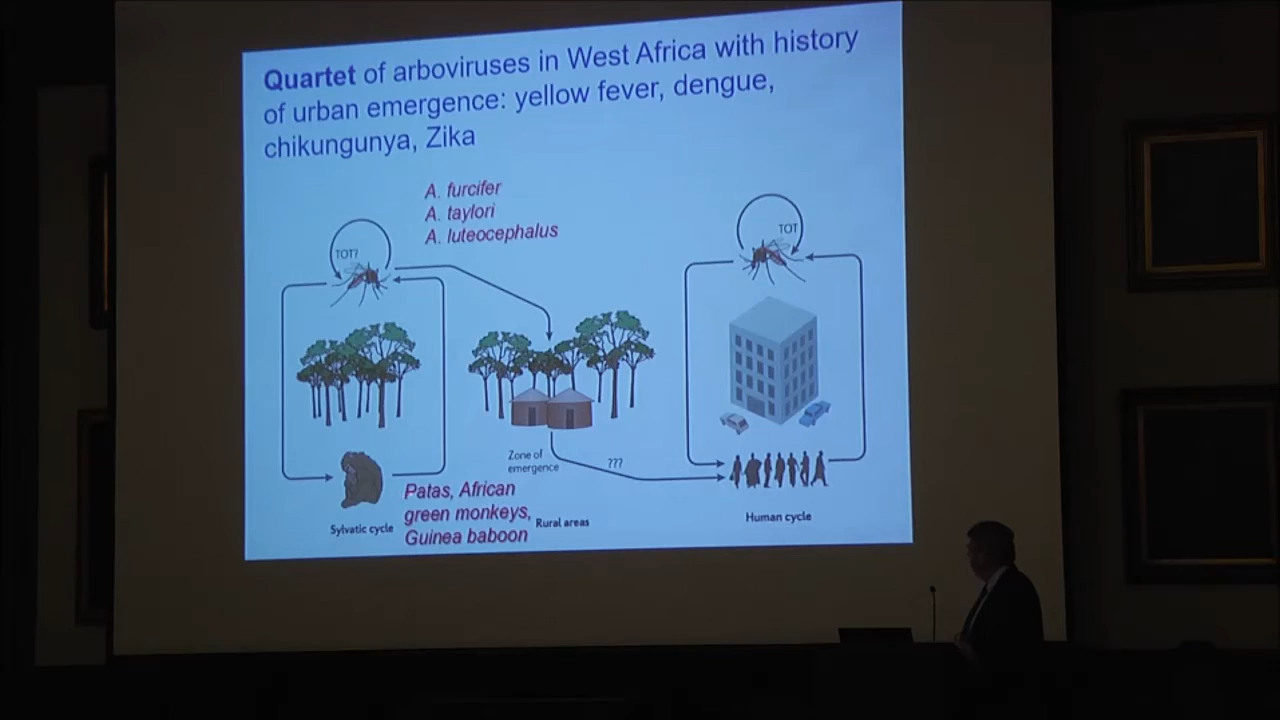 Quartet of arboviruses in West Africa with history
of urban emergence: yellow fever, dengue,
chikungunya, Zika
A. furcifer
A. taylori
A. luteocephalus
TOT?
TOT
Zone of
emergence
???
Patas, African
green monkeys,
Guinea baboon
Sylvatic cycle
Rural areas
Human cycle